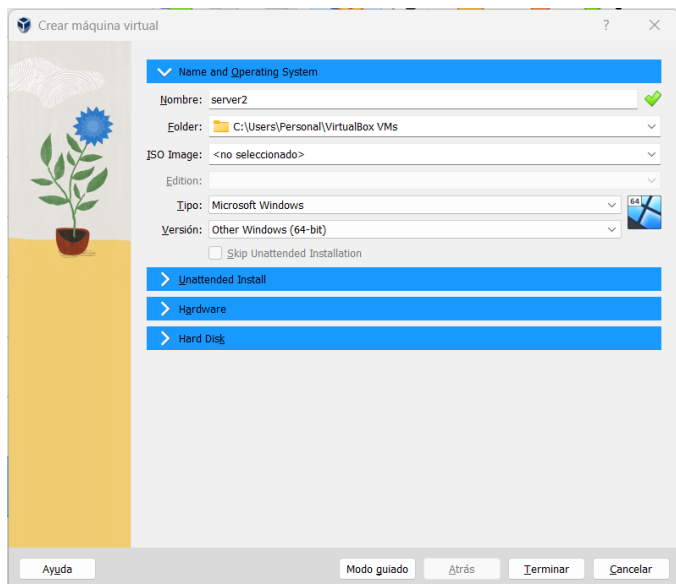 Crear máquina virtual
?
Name and Operating System
Nombre: server2
Folder: C:\Users\Personal\VirtualBox VMs
ISO Image: <no seleccionado>
Edition:
Tipo: Microsoft Windows
64
Versión: Other Windows (64-bit)
Skip Unattended Installation
Unattended Install
Hardware
Hard Disk
Ayuda Modo guiado Atrás Terminar Cancelar